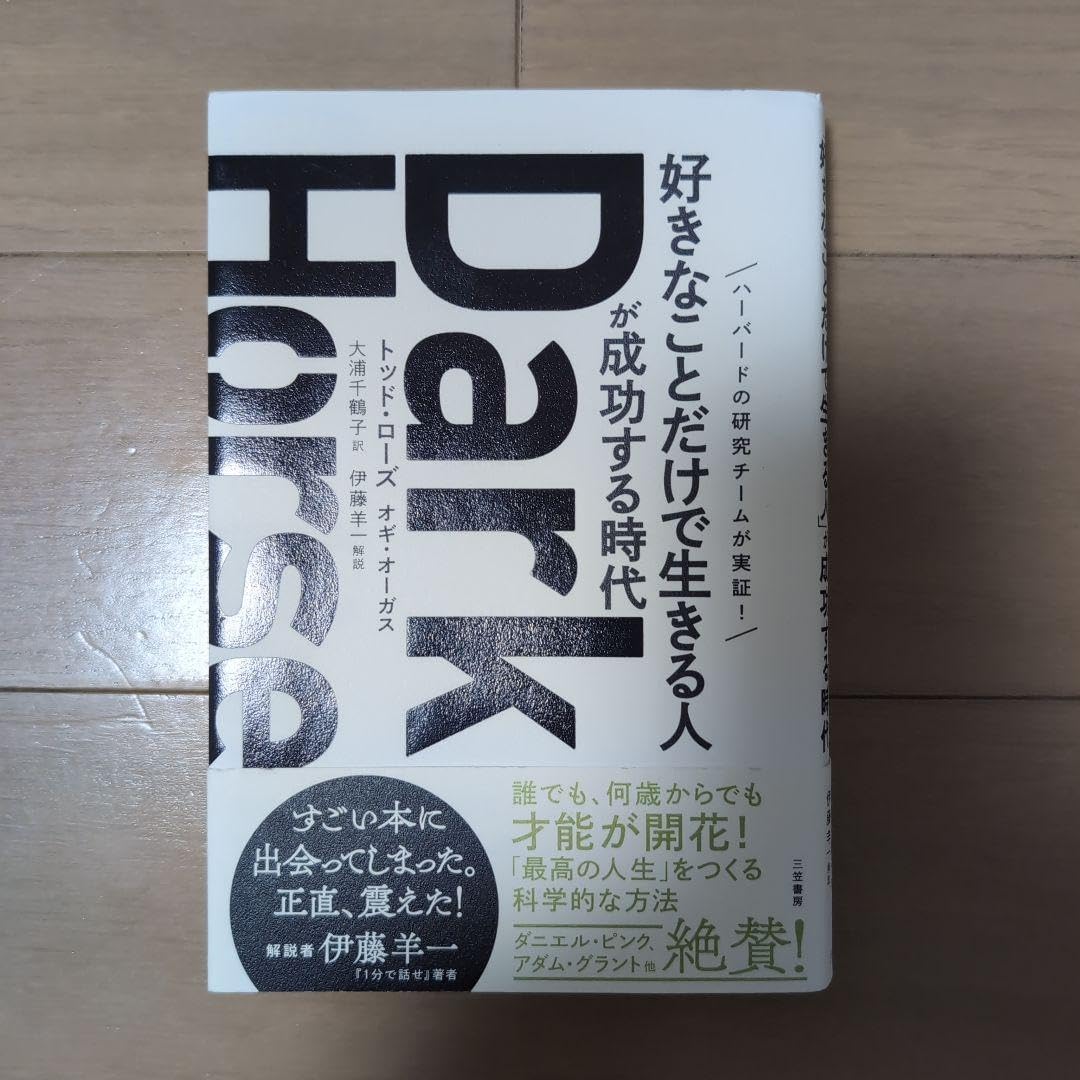 ハーバードの研究チームが実証!
好きなことだけで生きる人
が成功する時代
Dark
Horse
トッド・ローズ オギ・オーガス
大浦千鶴子 訳 伊藤羊一 解説
誰でも、何歳からでも
才能が開花!
「最高の人生」をつくる
科学的な方法
ダニエル・ピンク、
アダム・グラント他
絶賛!
すごい本に
出会ってしまった。
正直、震えた!
解説者 伊藤羊一
『1分で話せ』著者
三笠書房